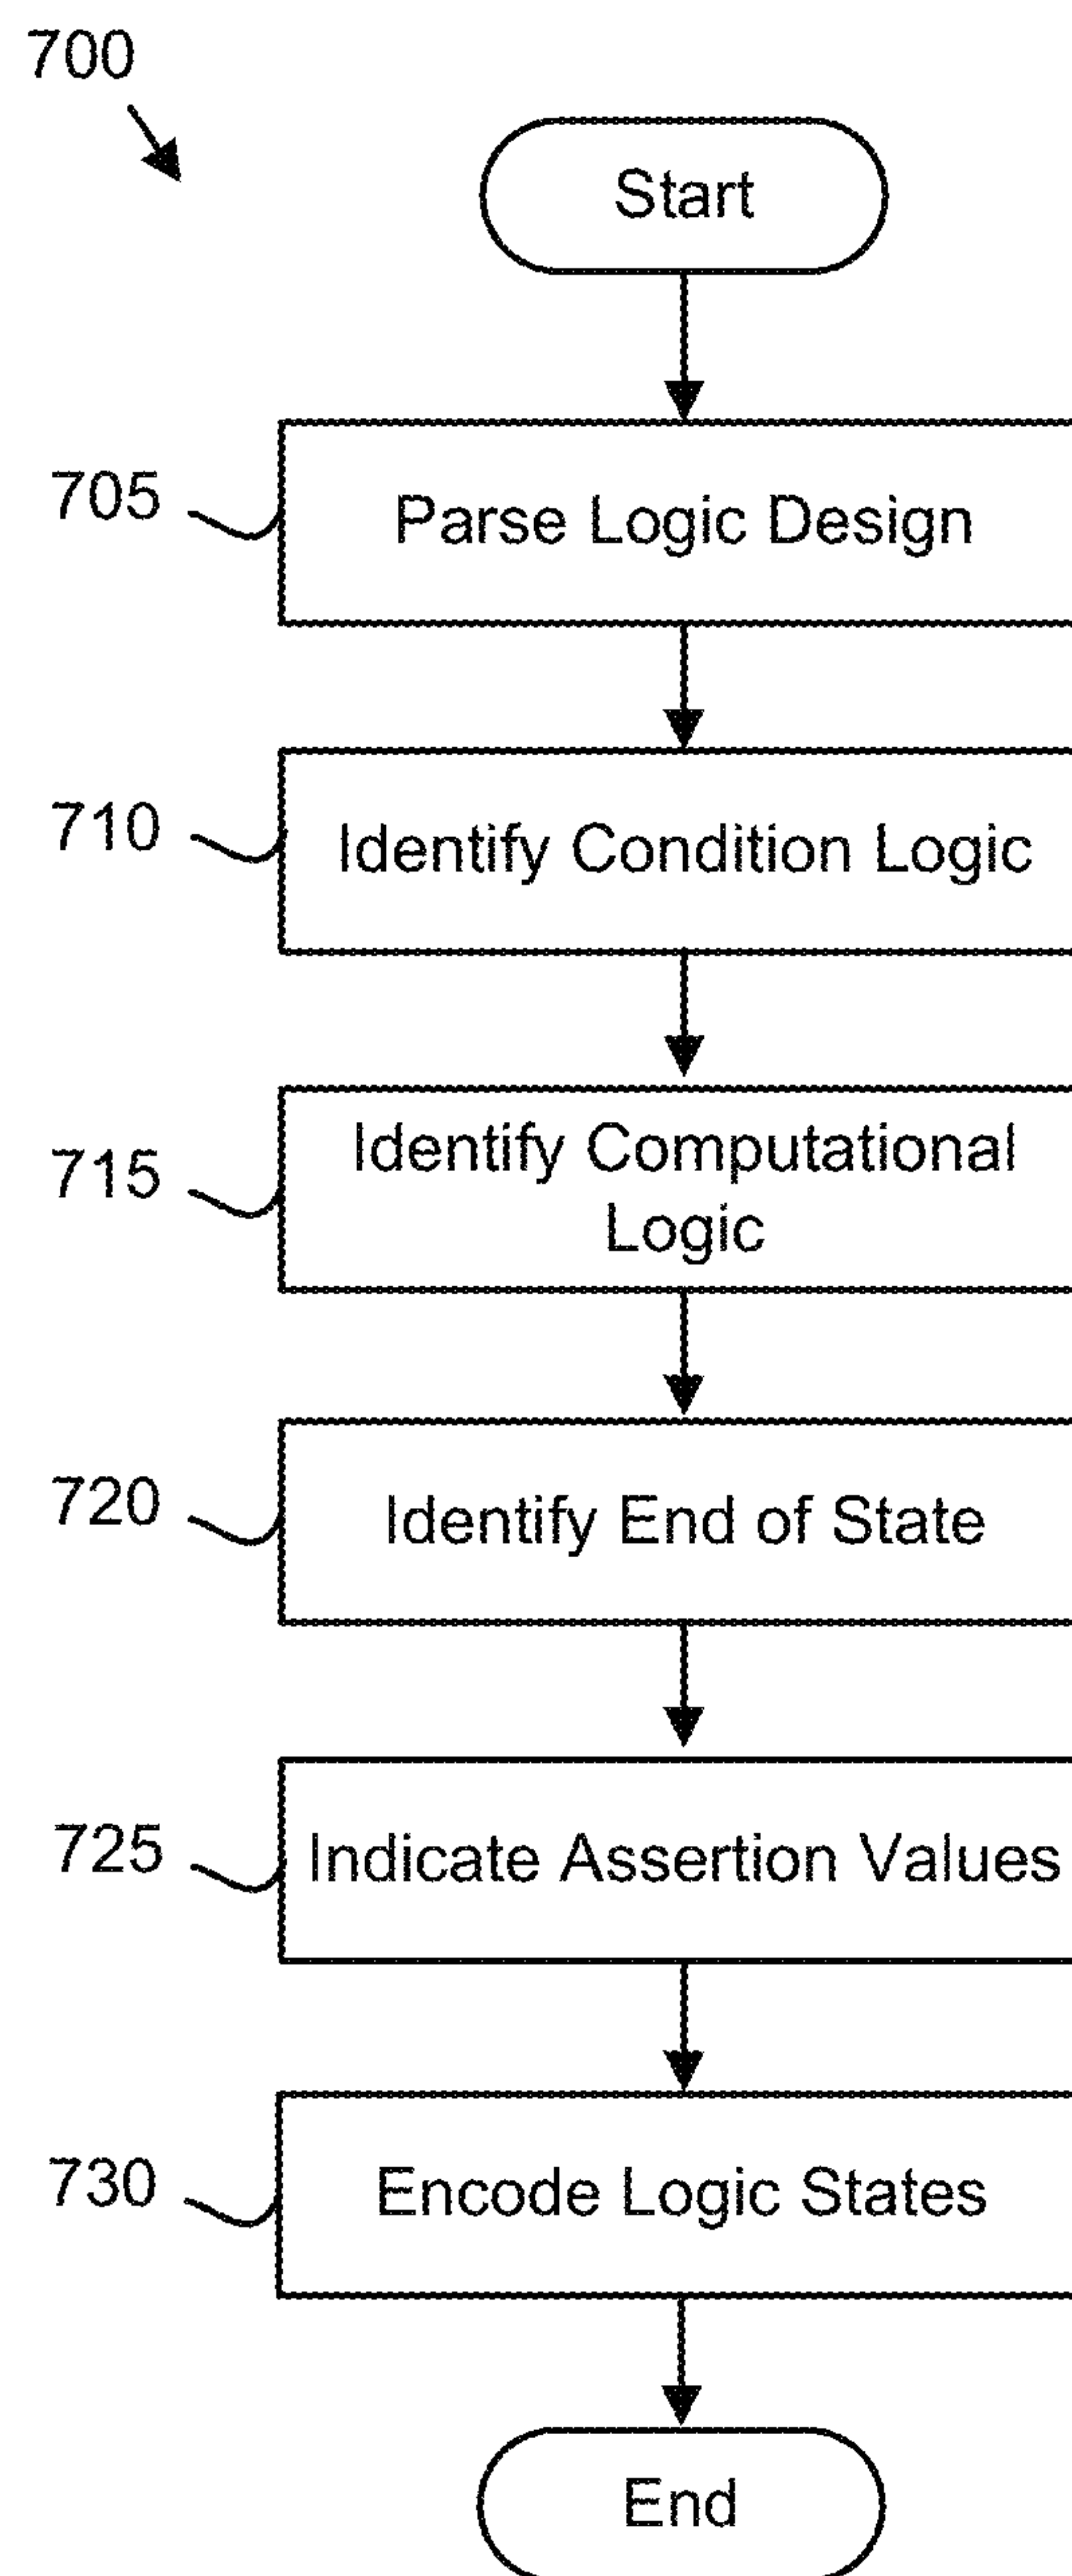 700
Start
705
Parse Logic Design
710
Identify Condition Logic
715
Identify Computational
Logic
720
Identify End of State
725
Indicate Assertion Values
730
Encode Logic States
End